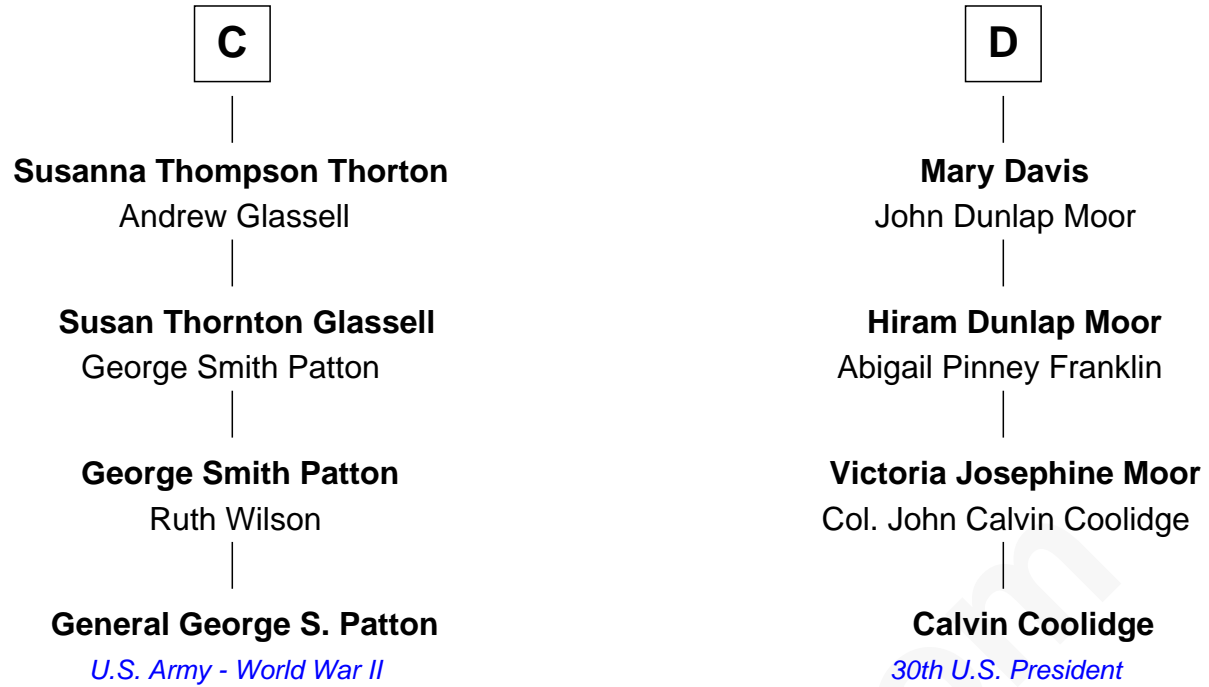 C
Susanna Thompson Thorton
Andrew Glassell
Susan Thornton Glassell
George Smith Patton
George Smith Patton
Ruth Wilson
General George S. Patton
U.S. Army - World War II
D
Mary Davis
John Dunlap Moor
Hiram Dunlap Moor
Abigail Pinney Franklin
Victoria Josephine Moor
Col. John Calvin Coolidge
Calvin Coolidge
30th U.S. President